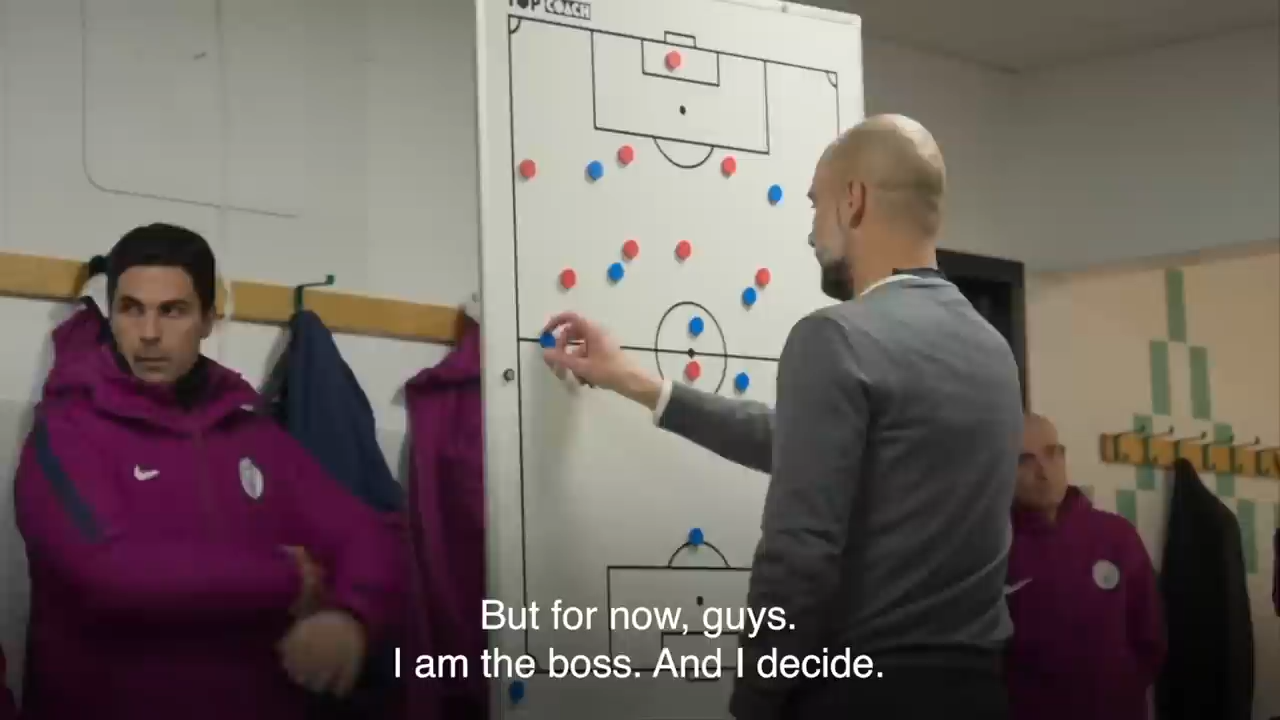 TOP COACH
But for now, guys.
I am the boss. And I decide.